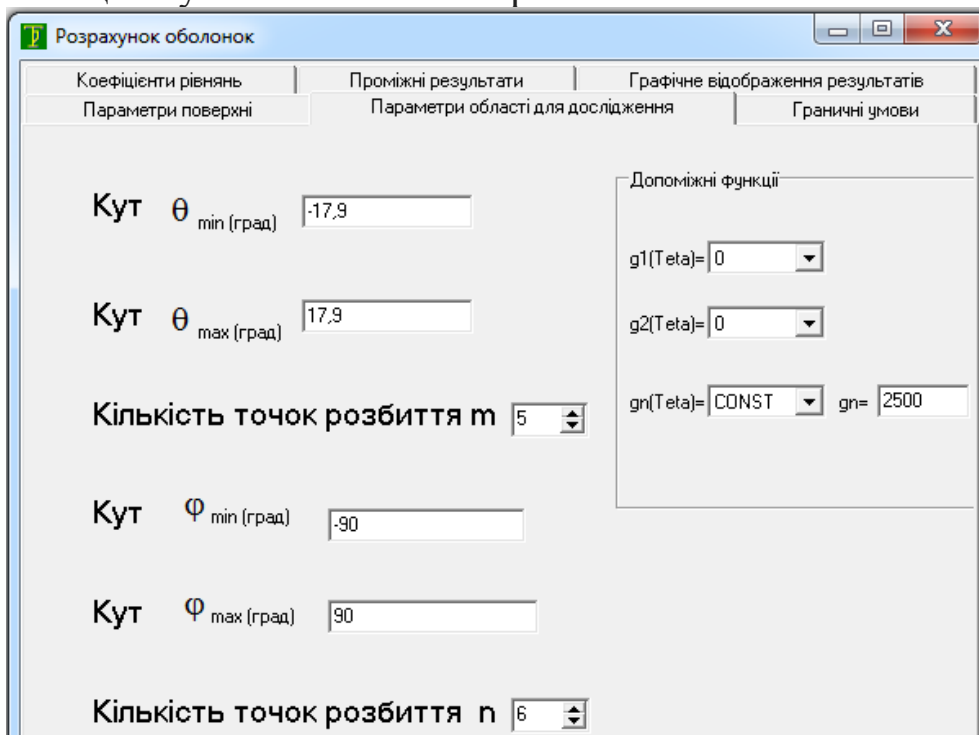 Розрахунок оболонок
Коефіцієнти рівнянь Проміжні результати Графічне відображення результатів
Параметри поверхні Параметри області для дослідження Граничні умови
Кут θ min (град) -17,9
Кут θ max (град) 17,9
Кількість точок розбиття m 5
Кут φ min (град) -90
Кут φ max (град) 90
Кількість точок розбиття n 6
Допоміжні функції
g1(Teta)= 0
g2(Teta)= 0
gn(Teta)= CONST gn= 2500